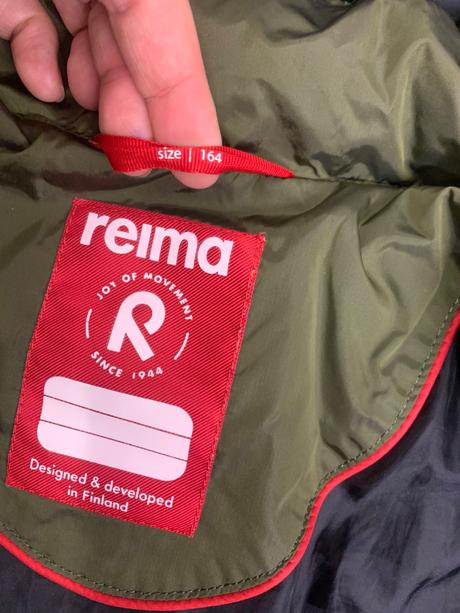 size | 164
reima
JOY OF MOVEMENT
R
SINCE 1944
Designed & developed
in Finland